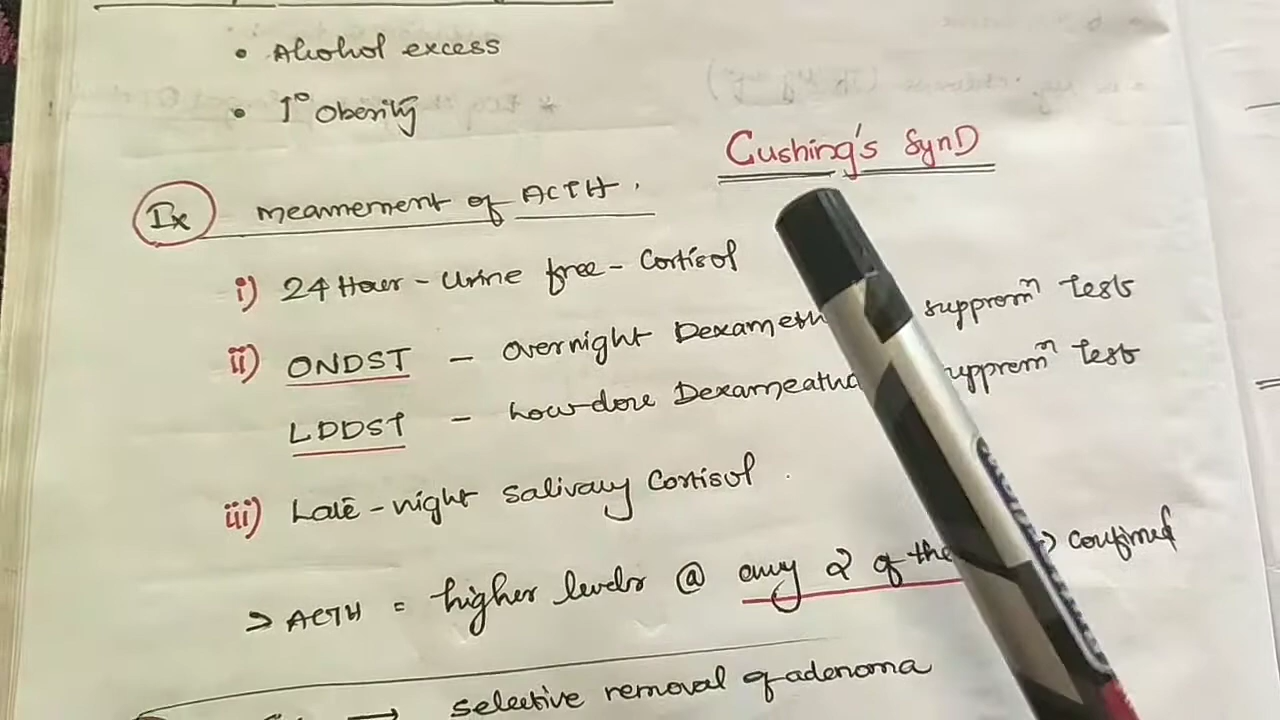 • Alcohol excess
• 1° Obesity
Cushing's SynD
Ix measurement of ACTH.
i) 24 Hour - Urine free - Cortisol
ii) ONDST - Overnight Dexameth suppressn tests
LDDST - Low-dose Dexameatha uppressn test
iii) Late - night Salivary Cortisol.
> ACTH = higher levels @ any 2 of the confirmed
→ selective removal of adenoma